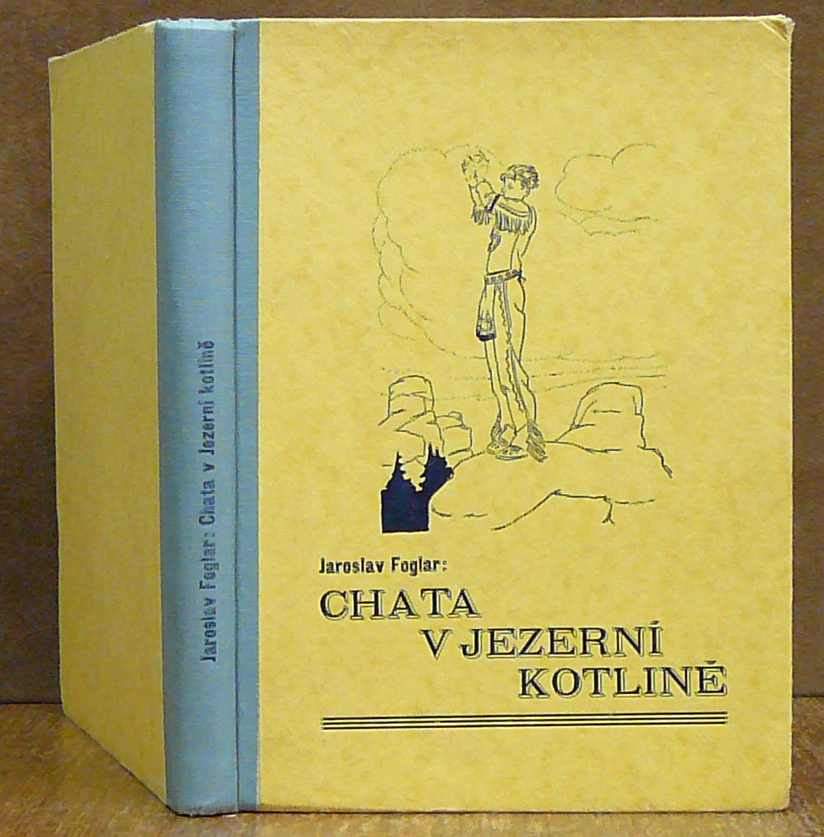 Jaroslav Foglar: Chata v Jezerní kotlině
Jaroslav Foglar:
CHATA
V JEZERNÍ
KOTLINĚ